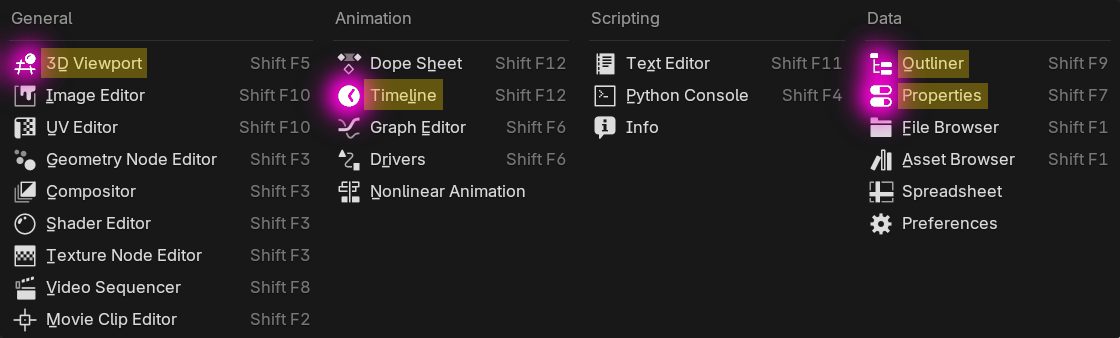 General
3D Viewport Shift F5
Image Editor Shift F10
UV Editor Shift F10
Geometry Node Editor Shift F3
Compositor Shift F3
Shader Editor Shift F3
Texture Node Editor Shift F3
Video Sequencer Shift F8
Movie Clip Editor Shift F2
Animation
Dope Sheet Shift F12
Timeline Shift F12
Graph Editor Shift F6
Drivers Shift F6
Nonlinear Animation
Scripting
Text Editor Shift F11
Python Console Shift F4
Info
Data
Outliner Shift F9
Properties Shift F7
File Browser Shift F1
Asset Browser Shift F1
Spreadsheet
Preferences